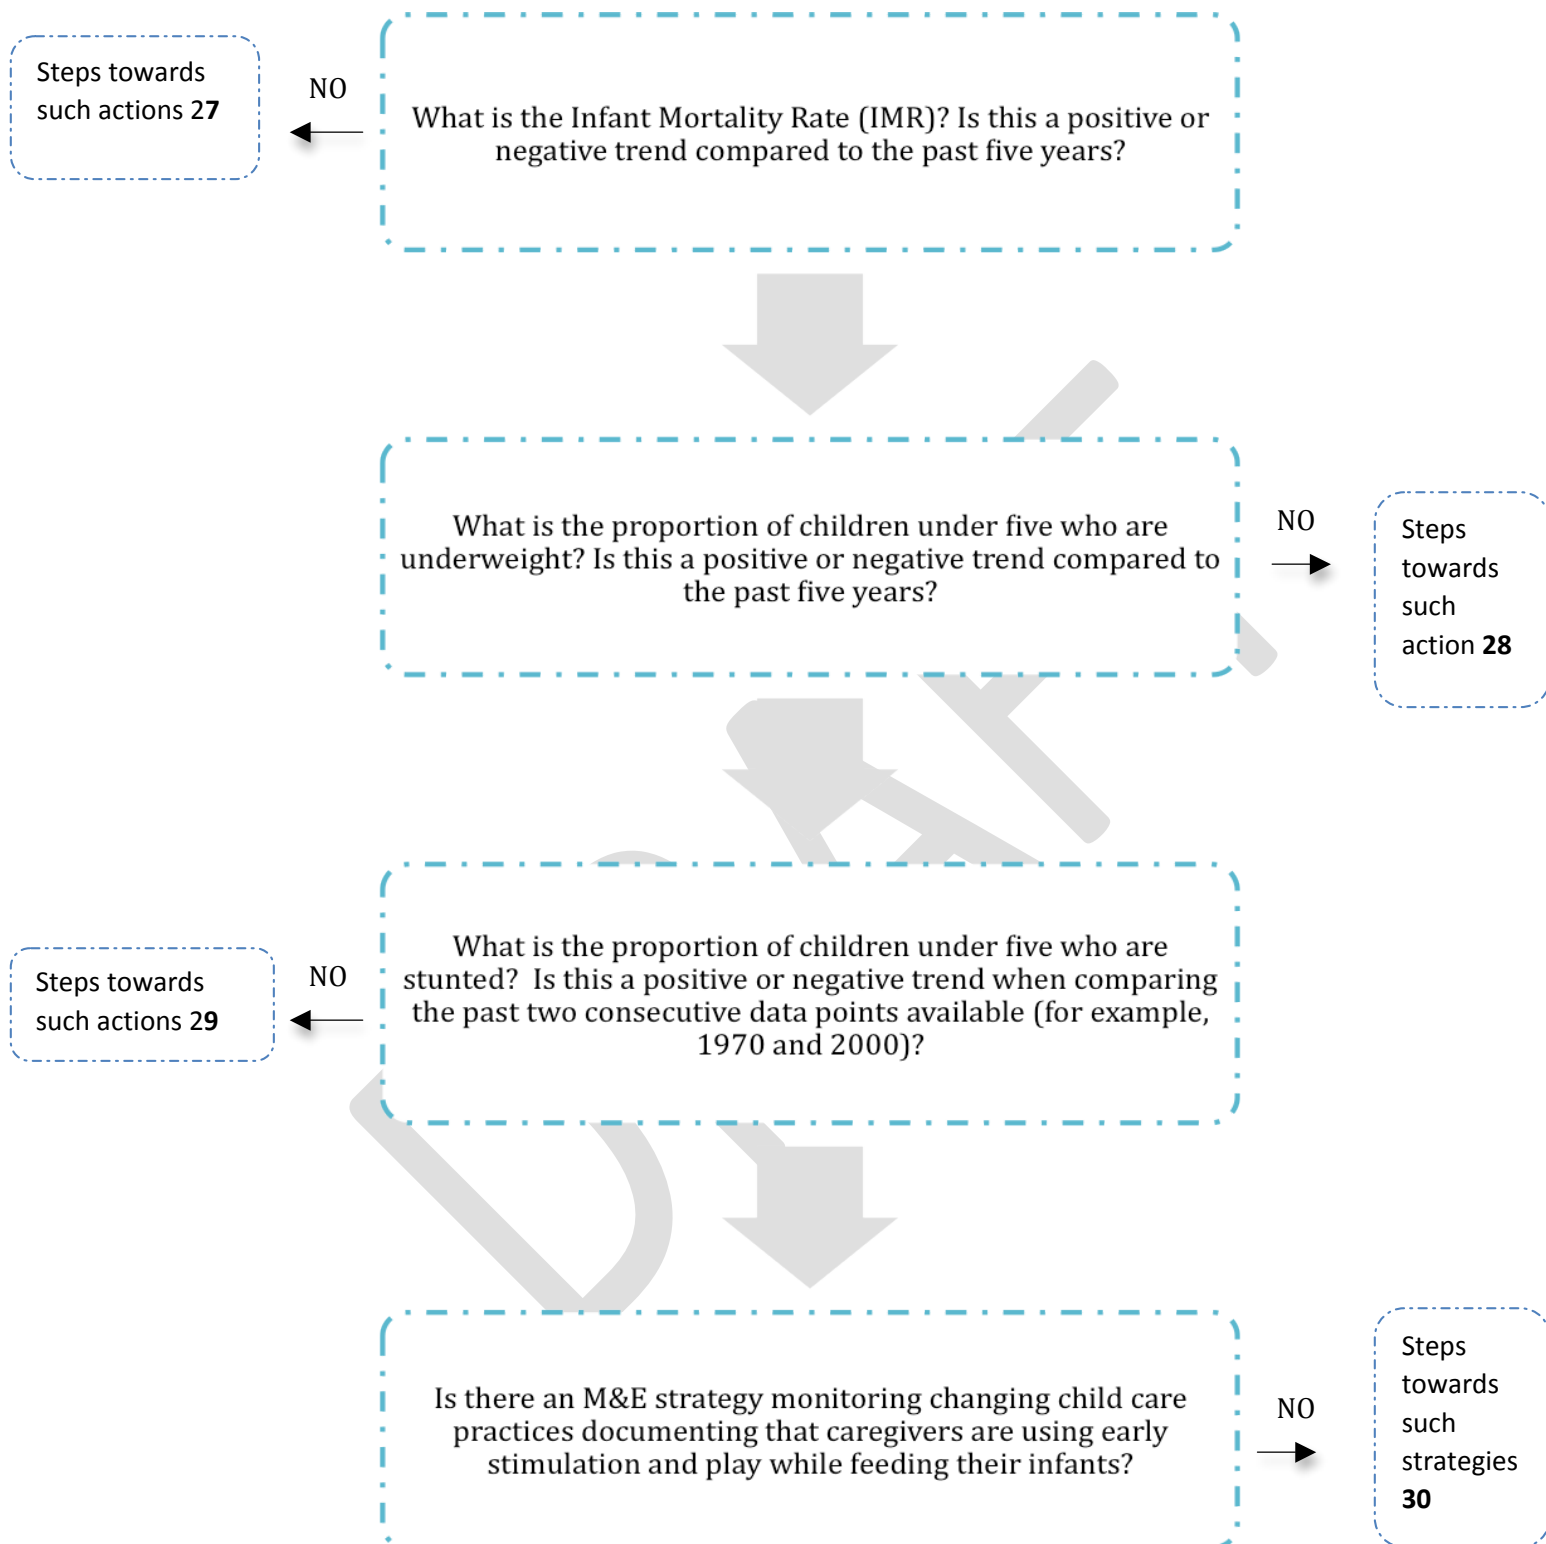 Steps towards
such actions 27
NO
What is the Infant Mortality Rate (IMR)? Is this a positive or
negative trend compared to the past five years?
What is the proportion of children under five who are
underweight? Is this a positive or negative trend compared to
the past five years?
NO
Steps
towards
such
action 28
Steps towards
such actions 29
NO
What is the proportion of children under five who are
stunted?  Is this a positive or negative trend when comparing
the past two consecutive data points available (for example,
1970 and 2000)?
Is there an M&E strategy monitoring changing child care
practices documenting that caregivers are using early
stimulation and play while feeding their infants?
NO
Steps
towards
such
strategies
30
DRAFT